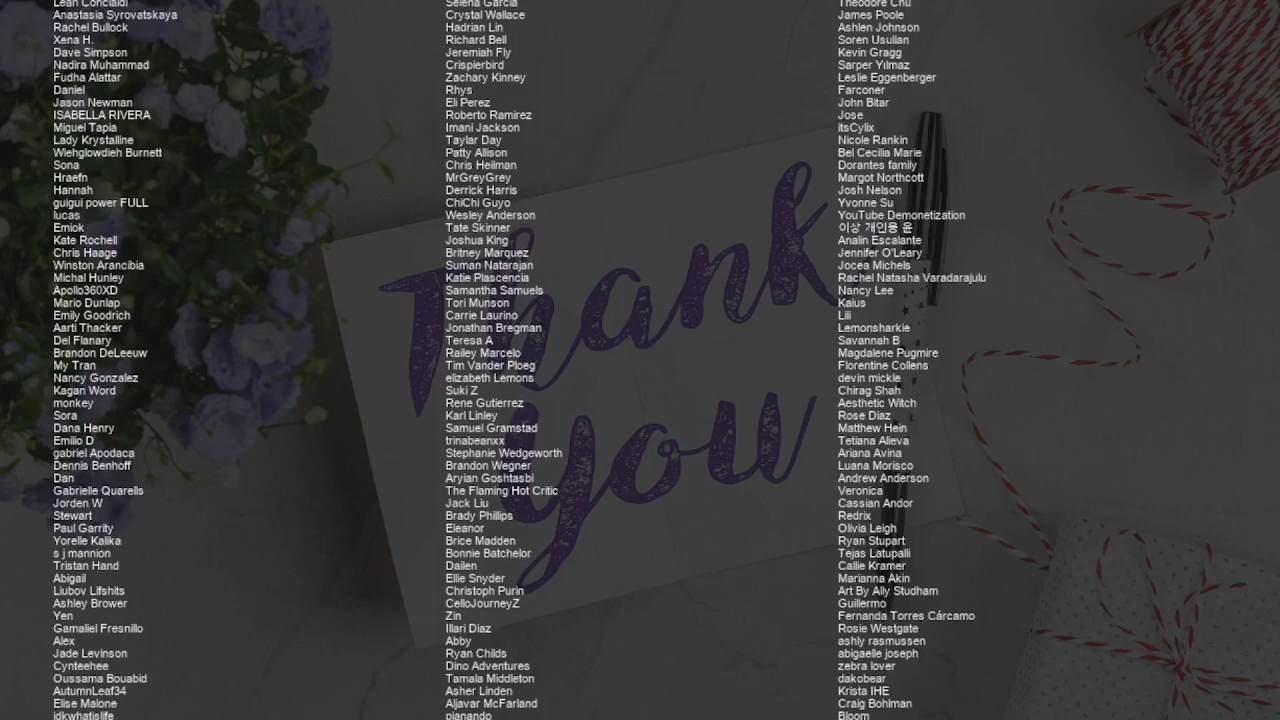 Leah Concialdi
Anastasia Syrovatskaya
Rachel Bullock
Xena H.
Dave Simpson
Nadira Muhammad
Fudha Alattar
Daniel
Jason Newman
ISABELLA RIVERA
Miguel Tapia
Lady Krystalline
Wlehglowdieh Burnett
Sona
Hraefn
Hannah
guigui power FULL
lucas
Emiok
Kate Rochell
Chris Haage
Winston Arancibia
Michal Hunley
Apollo360XD
Mario Dunlap
Emily Goodrich
Aarti Thacker
Del Flanary
Brandon DeLeeuw
My Tran
Nancy Gonzalez
Kagan Word
monkey
Sora
Dana Henry
Emilio D
gabriel Apodaca
Dennis Benhoff
Dan
Gabrielle Quarells
Jorden W
Stewart
Paul Garrity
Yorelle Kalika
s j mannion
Tristan Hand
Abigail
Liubov Lifshits
Ashley Brower
Yen
Gamaliel Fresnillo
Alex
Jade Levinson
Cynteehee
Oussama Bouabid
AutumnLeaf34
Elise Malone
idkwhatislife
Selena Garcia
Crystal Wallace
Hadrian Lin
Richard Bell
Jeremiah Fly
Crispierbird
Zachary Kinney
Rhys
Eli Perez
Roberto Ramirez
Imani Jackson
Taylar Day
Patty Allison
Chris Heilman
MrGreyGrey
Derrick Harris
ChiChi Guyo
Wesley Anderson
Tate Skinner
Joshua King
Britney Marquez
Suman Natarajan
Katie Plascencia
Samantha Samuels
Tori Munson
Carrie Laurino
Jonathan Bregman
Teresa A
Railey Marcelo
Tim Vander Ploeg
elizabeth Lemons
Suki Z
Rene Gutierrez
Karl Linley
Samuel Gramstad
trinabeanxx
Stephanie Wedgeworth
Brandon Wegner
Aryian Goshtasbi
The Flaming Hot Critic
Jack Liu
Brady Phillips
Eleanor
Brice Madden
Bonnie Batchelor
Dailen
Ellie Snyder
Christoph Purin
CelloJourneyZ
Zin
Illari Diaz
Abby
Ryan Childs
Dino Adventures
Tamala Middleton
Asher Linden
Aljavar McFarland
pianando
Theodore Chu
James Poole
Ashlen Johnson
Soren Usulian
Kevin Gragg
Sarper Yılmaz
Leslie Eggenberger
Farconer
John Bitar
Jose
itsCylix
Nicole Rankin
Bel Cecilia Marie
Dorantes family
Margot Northcott
Josh Nelson
Yvonne Su
YouTube Demonetization
이상 개인용 윤
Analin Escalante
Jennifer O'Leary
Jocea Michels
Rachel Natasha Varadarajulu
Nancy Lee
Kaius
Lili
Lemonsharkie
Savannah B
Magdalene Pugmire
Florentine Collens
devin mickle
Chirag Shah
Aesthetic Witch
Rose Diaz
Matthew Hein
Tetiana Alieva
Ariana Avina
Luana Morisco
Andrew Anderson
Veronica
Cassian Andor
Redrix
Olivia Leigh
Ryan Stupart
Tejas Latupalli
Callie Kramer
Marianna Akin
Art By Ally Studham
Guillermo
Fernanda Torres Cárcamo
Rosie Westgate
ashly rasmussen
abigaelle joseph
zebra lover
dakobear
Krista IHE
Craig Bohlman
Bloom
Thank
you